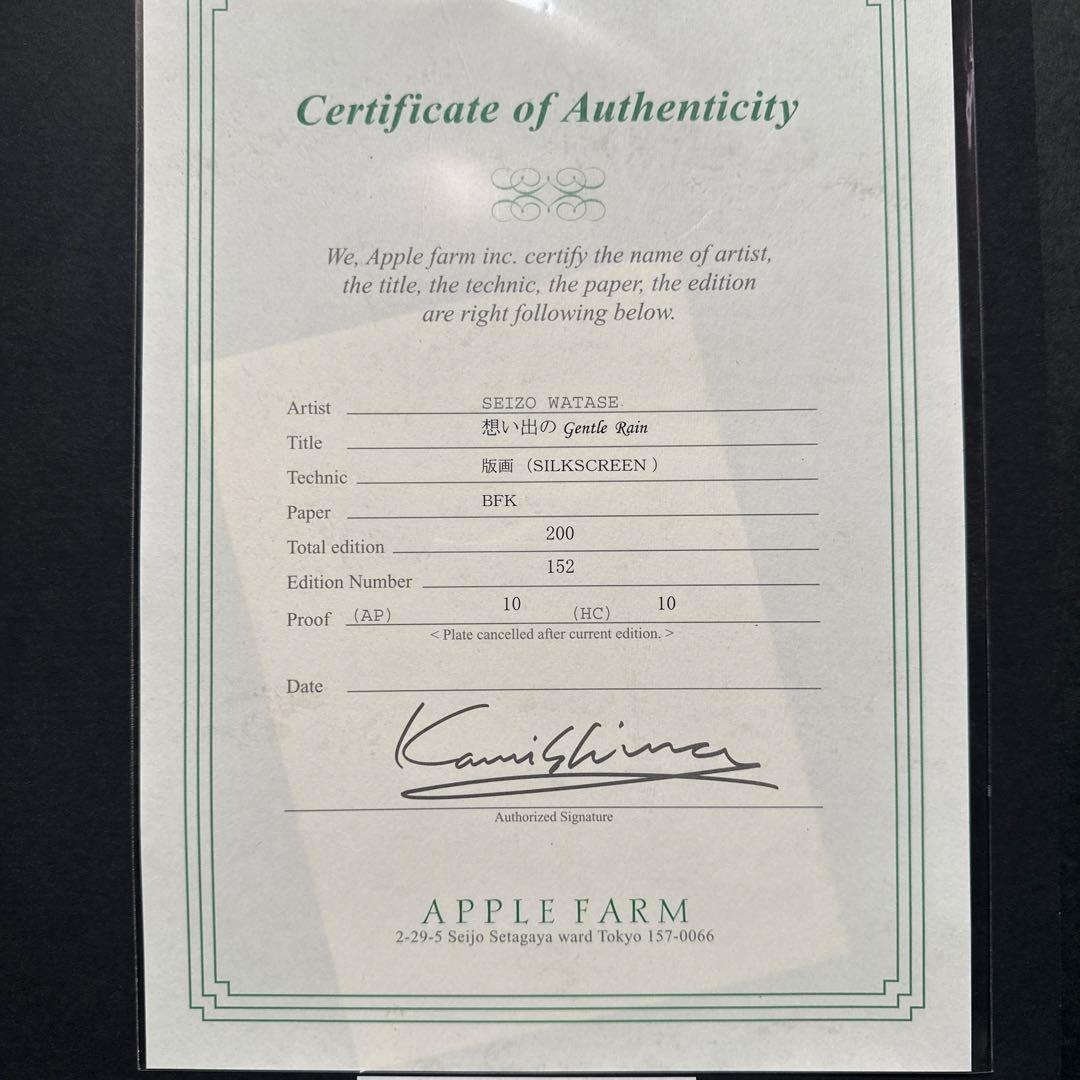 Certificate of Authenticity
We, Apple farm inc. certify the name of artist,
the title, the technic, the paper, the edition
are right following below.
Artist SEIZO WATASE
Title 想い出の Gentle Rain
Technic 版画（SILKSCREEN）
Paper BFK
Total edition 200
Edition Number 152
Proof (AP) 10 (HC) 10
< Plate cancelled after current edition. >
Date
Kamishima
Authorized Signature
APPLE FARM
2-29-5 Seijo Setagaya ward Tokyo 157-0066